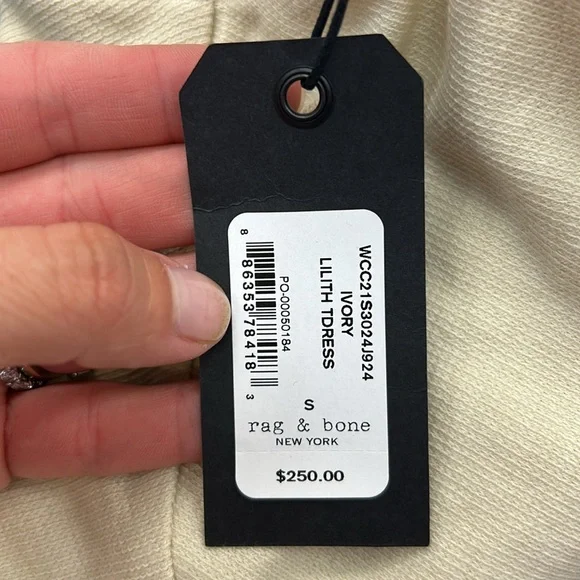 WCC21S3024J924
IVORY
LILITH TDRESS
PO-00050184
8 86353 78418 3
S
rag & bone
NEW YORK
$250.00